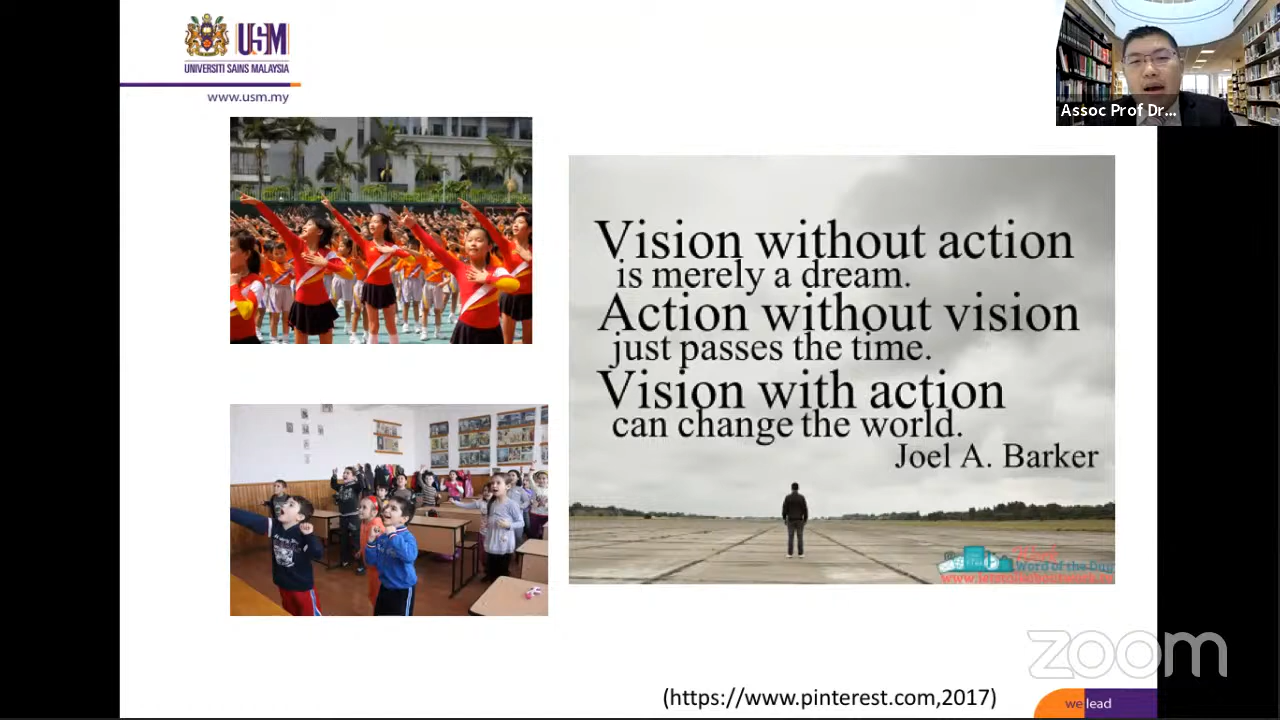 USM
UNIVERSITI SAINS MALAYSIA
www.usm.my
Assoc Prof Dr...
Vision without action
is merely a dream.
Action without vision
just passes the time.
Vision with action
can change the world.
Joel A. Barker
Word of the Day
zoom
(https://www.pinterest.com,2017)
we lead